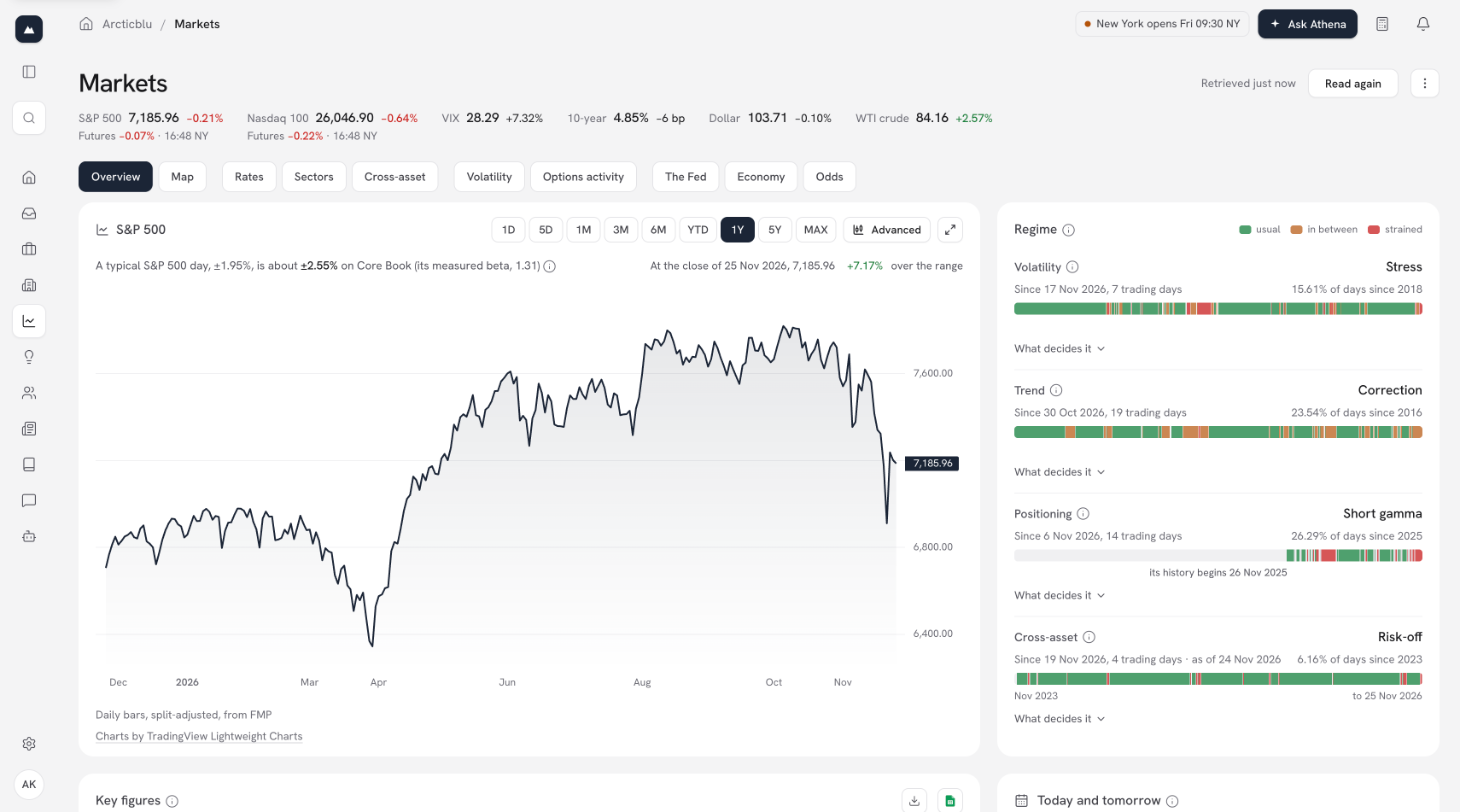 Arcticblu / Markets
New York opens Fri 09:30 NY
Ask Athena
Markets
Retrieved just now
Read again
S&P 500 7,185.96 −0.21%
Nasdaq 100 26,046.90 −0.64%
VIX 28.29 +7.32%
10-year 4.85% −6 bp
Dollar 103.71 −0.10%
WTI crude 84.16 +2.57%
Futures −0.07% · 16:48 NY
Futures −0.22% · 16:48 NY
Overview
Map
Rates
Sectors
Cross-asset
Volatility
Options activity
The Fed
Economy
Odds
S&P 500
1D 5D 1M 3M 6M YTD 1Y 5Y MAX
Advanced
A typical S&P 500 day, ±1.95%, is about ±2.55% on Core Book (its measured beta, 1.31)
At the close of 25 Nov 2026, 7,185.96 +7.17% over the range
7,600.00
7,185.96
6,800.00
6,400.00
Dec 2026 Mar Apr Jun Aug Oct Nov
Daily bars, split-adjusted, from FMP
Charts by TradingView Lightweight Charts
Regime
usual in between strained
Volatility Stress
Since 17 Nov 2026, 7 trading days 15.61% of days since 2018
What decides it
Trend Correction
Since 30 Oct 2026, 19 trading days 23.54% of days since 2016
What decides it
Positioning Short gamma
Since 6 Nov 2026, 14 trading days 26.29% of days since 2025
its history begins 26 Nov 2025
What decides it
Cross-asset Risk-off
Since 19 Nov 2026, 4 trading days · as of 24 Nov 2026 6.16% of days since 2023
Nov 2023 to 25 Nov 2026
What decides it
AK
Key figures
Today and tomorrow